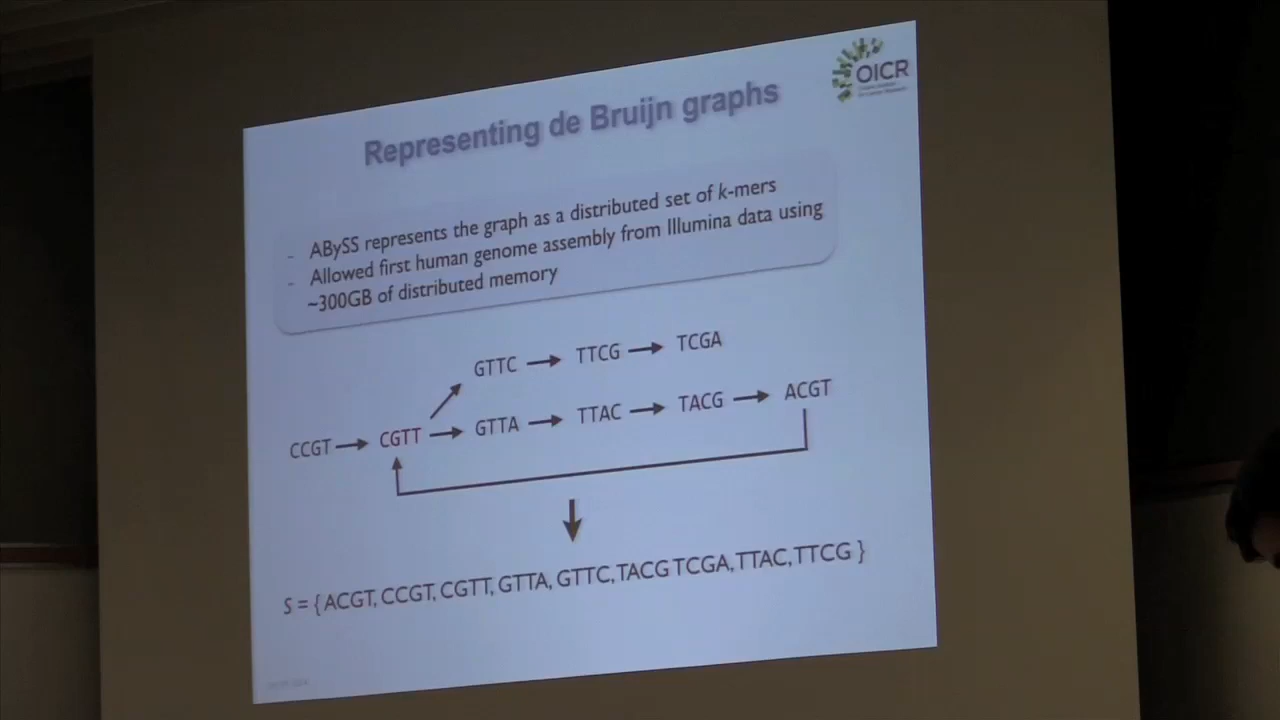 OICR
Representing de Bruijn graphs
- ABySS represents the graph as a distributed set of k-mers
- Allowed first human genome assembly from Illumina data using
~300GB of distributed memory
GTTC → TTCG → TCGA
CCGT → CGTT → GTTA → TTAC → TACG → ACGT
S = { ACGT, CCGT, CGTT, GTTA, GTTC, TACG TCGA, TTAC, TTCG }